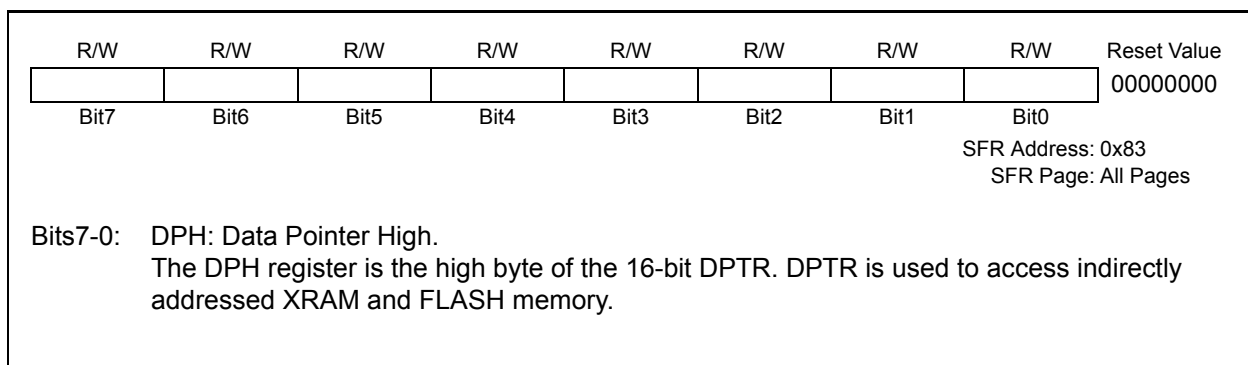 R/W R/W R/W R/W R/W R/W R/W R/W Reset Value
00000000
Bit7 Bit6 Bit5 Bit4 Bit3 Bit2 Bit1 Bit0
SFR Address: 0x83
SFR Page: All Pages
Bits7-0: DPH: Data Pointer High.
The DPH register is the high byte of the 16-bit DPTR. DPTR is used to access indirectly
addressed XRAM and FLASH memory.